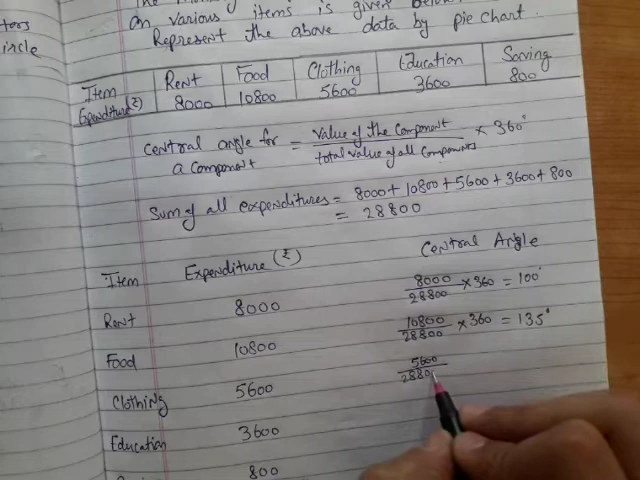 ircle
on various items is given below
Represent the above data by pie chart.
Item Rent Food Clothing Education Saving
Expenditure(₹) 8000 10800 5600 3600 800
Central angle for a component = value of the component / total value of all components × 360°
Sum of all expenditures = 8000 + 10800 + 5600 + 3600 + 800
= 28800
Item Expenditure (₹) Central Angle
Rent 8000 8000/28800 × 360 = 100°
Food 10800 10800/28800 × 360 = 135°
Clothing 5600 5600/2880
Education 3600
800